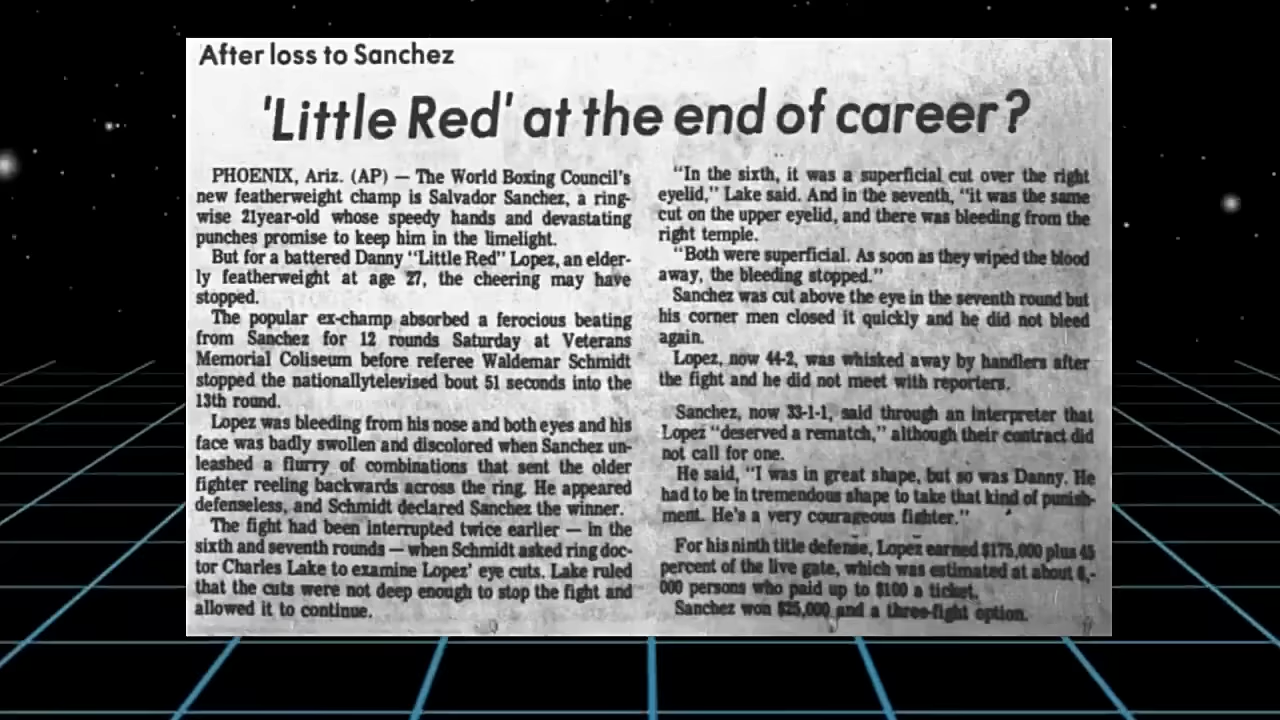 After loss to Sanchez
'Little Red' at the end of career?
PHOENIX, Ariz. (AP) — The World Boxing Council's
new featherweight champ is Salvador Sanchez, a ring-
wise 21year-old whose speedy hands and devastating
punches promise to keep him in the limelight.
But for a battered Danny "Little Red" Lopez, an elder-
ly featherweight at age 27, the cheering may have
stopped.
The popular ex-champ absorbed a ferocious beating
from Sanchez for 12 rounds Saturday at Veterans
Memorial Coliseum before referee Waldemar Schmidt
stopped the nationallytelevised bout 51 seconds into the
13th round.
Lopez was bleeding from his nose and both eyes and his
face was badly swollen and discolored when Sanchez un-
leashed a flurry of combinations that sent the older
fighter reeling backwards across the ring. He appeared
defenseless, and Schmidt declared Sanchez the winner.
The fight had been interrupted twice earlier — in the
sixth and seventh rounds — when Schmidt asked ring doc-
tor Charles Lake to examine Lopez' eye cuts. Lake ruled
that the cuts were not deep enough to stop the fight and
allowed it to continue.
"In the sixth, it was a superficial cut over the right
eyelid," Lake said. And in the seventh, "it was the same
cut on the upper eyelid, and there was bleeding from the
right temple.
"Both were superficial. As soon as they wiped the blood
away, the bleeding stopped."
Sanchez was cut above the eye in the seventh round but
his corner men closed it quickly and he did not bleed
again.
Lopez, now 44-2, was whisked away by handlers after
the fight and he did not meet with reporters.
Sanchez, now 33-1-1, said through an interpreter that
Lopez "deserved a rematch," although their contract did
not call for one.
He said, "I was in great shape, but so was Danny. He
had to be in tremendous shape to take that kind of punish-
ment. He's a very courageous fighter."
For his ninth title defense, Lopez earned $175,000 plus 45
percent of the live gate, which was estimated at about 6,-
000 persons who paid up to $100 a ticket.
Sanchez won $25,000 and a three-fight option.